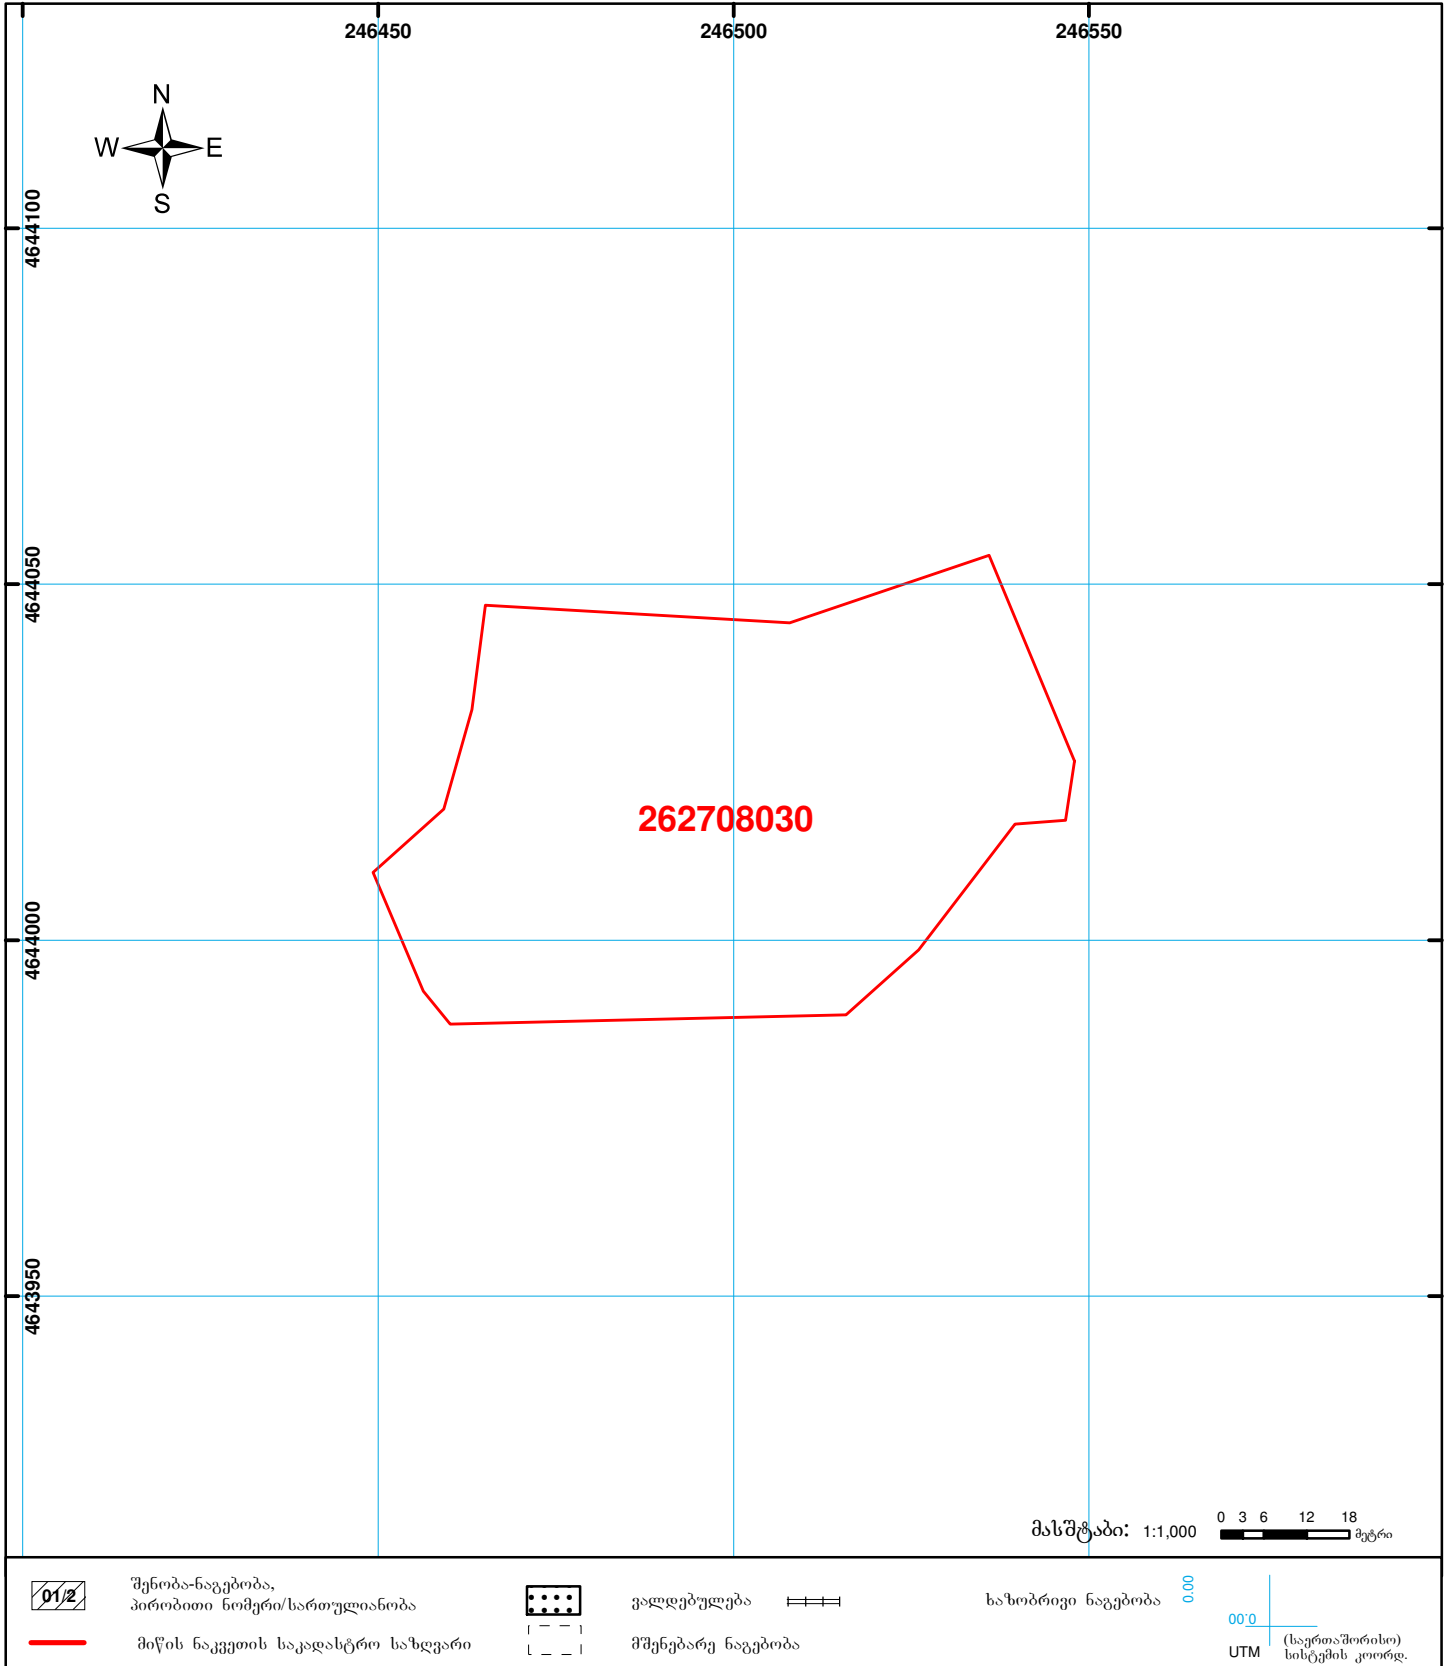 246450 246500 246550
N
W E
S
4644100
4644050
262708030
4644000
4643950
მასშტაბი: 1:1,000
0 3 6 12 18
მეტრი
01/2
შენობა-ნაგებობა,
პირობითი ნომერი/სართულიანობა
ვალდებულება
ხაზობრივი ნაგებობა
00.0
00.0
მიწის ნაკვეთის საკადასტრო საზღვარი
მშენებარე ნაგებობა
UTM
(საერთაშორისო)
სისტემის კოორდ.